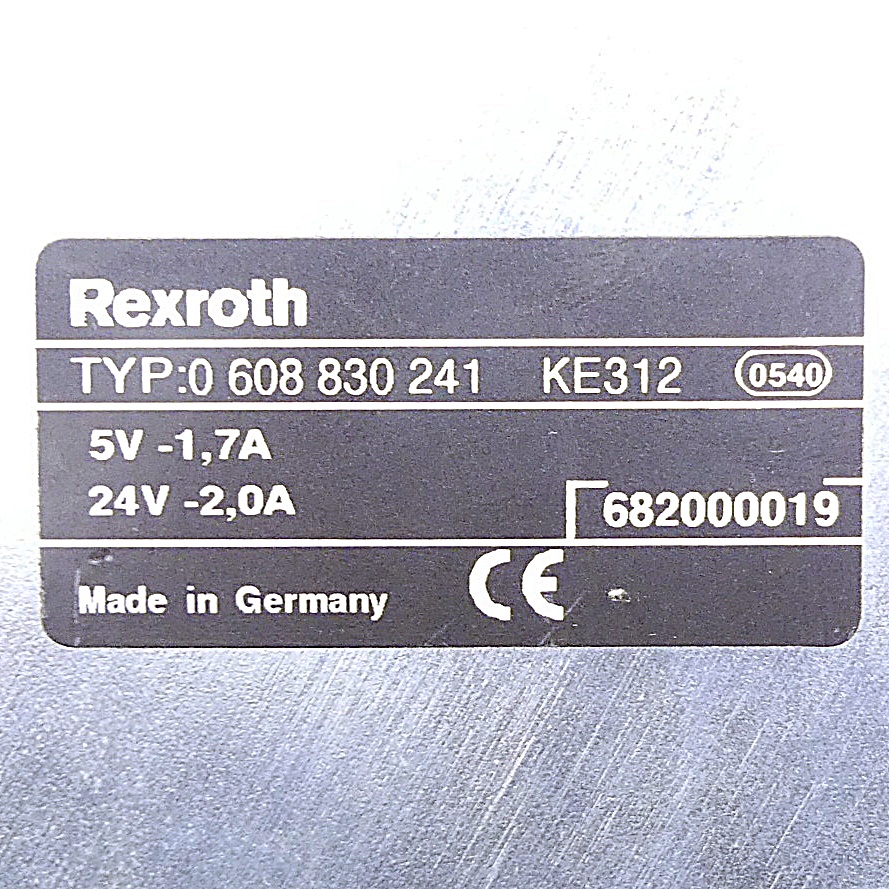 Rexroth
TYP:0 608 830 241 KE312 0540
5V -1,7A
24V -2,0A
682000019
Made in Germany CE